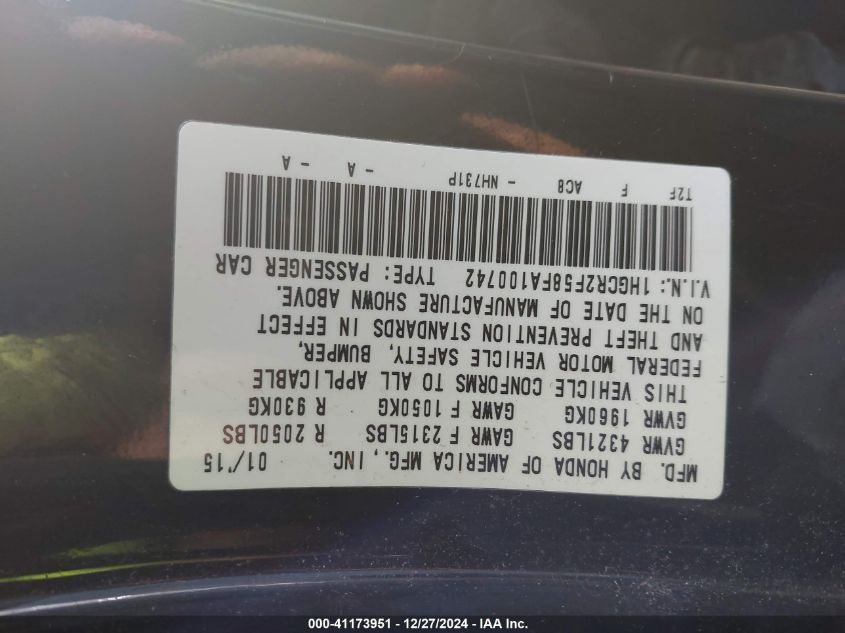 MFD. BY HONDA OF AMERICA MFG., INC. 01/'15
GVWR 4321LBS GAWR F 2315LBS R 2050LBS
GVWR 1960KG GAWR F 1050KG R 930KG
THIS VEHICLE CONFORMS TO ALL APPLICABLE
FEDERAL MOTOR VEHICLE SAFETY, BUMPER,
AND THEFT PREVENTION STANDARDS IN EFFECT
ON THE DATE OF MANUFACTURE SHOWN ABOVE.
V.I.N.: 1HGCR2F58FA100742 TYPE: PASSENGER CAR
T2F F AC8 - NH731P - A - A
000-41173951 - 12/27/2024 - IAA Inc.